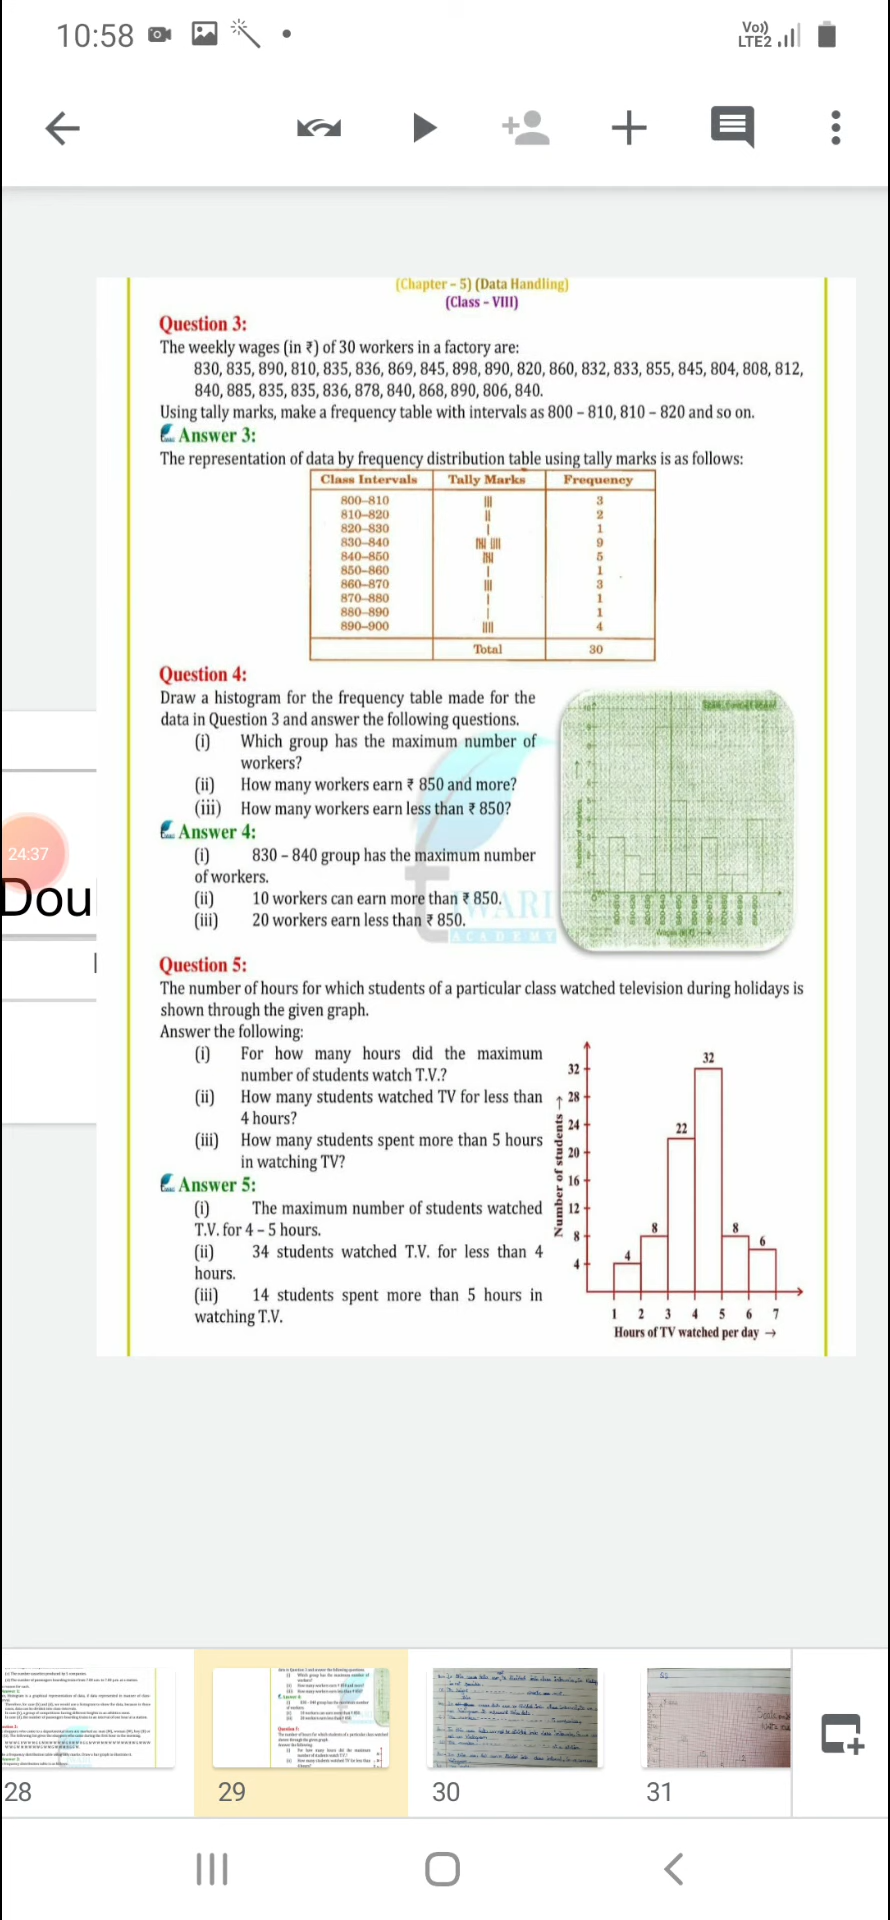 10:58
Vo))
LTE2
(Chapter – 5) (Data Handling)
(Class – VIII)
Question 3:
The weekly wages (in ₹) of 30 workers in a factory are:
830, 835, 890, 810, 835, 836, 869, 845, 898, 890, 820, 860, 832, 833, 855, 845, 804, 808, 812,
840, 885, 835, 835, 836, 878, 840, 868, 890, 806, 840.
Using tally marks, make a frequency table with intervals as 800 – 810, 810 – 820 and so on.
Answer 3:
The representation of data by frequency distribution table using tally marks is as follows:
Class Intervals Tally Marks Frequency
800–810 3
810–820 2
820–830 1
830–840 9
840–850 5
850–860 1
860–870 3
870–880 1
880–890 1
890–900 4
Total 30
Question 4:
Draw a histogram for the frequency table made for the
data in Question 3 and answer the following questions.
(i) Which group has the maximum number of
workers?
(ii) How many workers earn ₹ 850 and more?
(iii) How many workers earn less than ₹ 850?
Answer 4:
(i) 830 – 840 group has the maximum number
of workers.
(ii) 10 workers can earn more than ₹ 850.
(iii) 20 workers earn less than ₹ 850.
24:37
Dou
TIWARI
ACADEMY
Question 5:
The number of hours for which students of a particular class watched television during holidays is
shown through the given graph.
Answer the following:
(i) For how many hours did the maximum
number of students watch T.V.?
(ii) How many students watched TV for less than
4 hours?
(iii) How many students spent more than 5 hours
in watching TV?
Answer 5:
(i) The maximum number of students watched
T.V. for 4 – 5 hours.
(ii) 34 students watched T.V. for less than 4
hours.
(iii) 14 students spent more than 5 hours in
watching T.V.
Number of students →
32
28
24
20
16
12
8
4
4
8
22
32
8
6
1 2 3 4 5 6 7
Hours of TV watched per day →
28
29
30
31